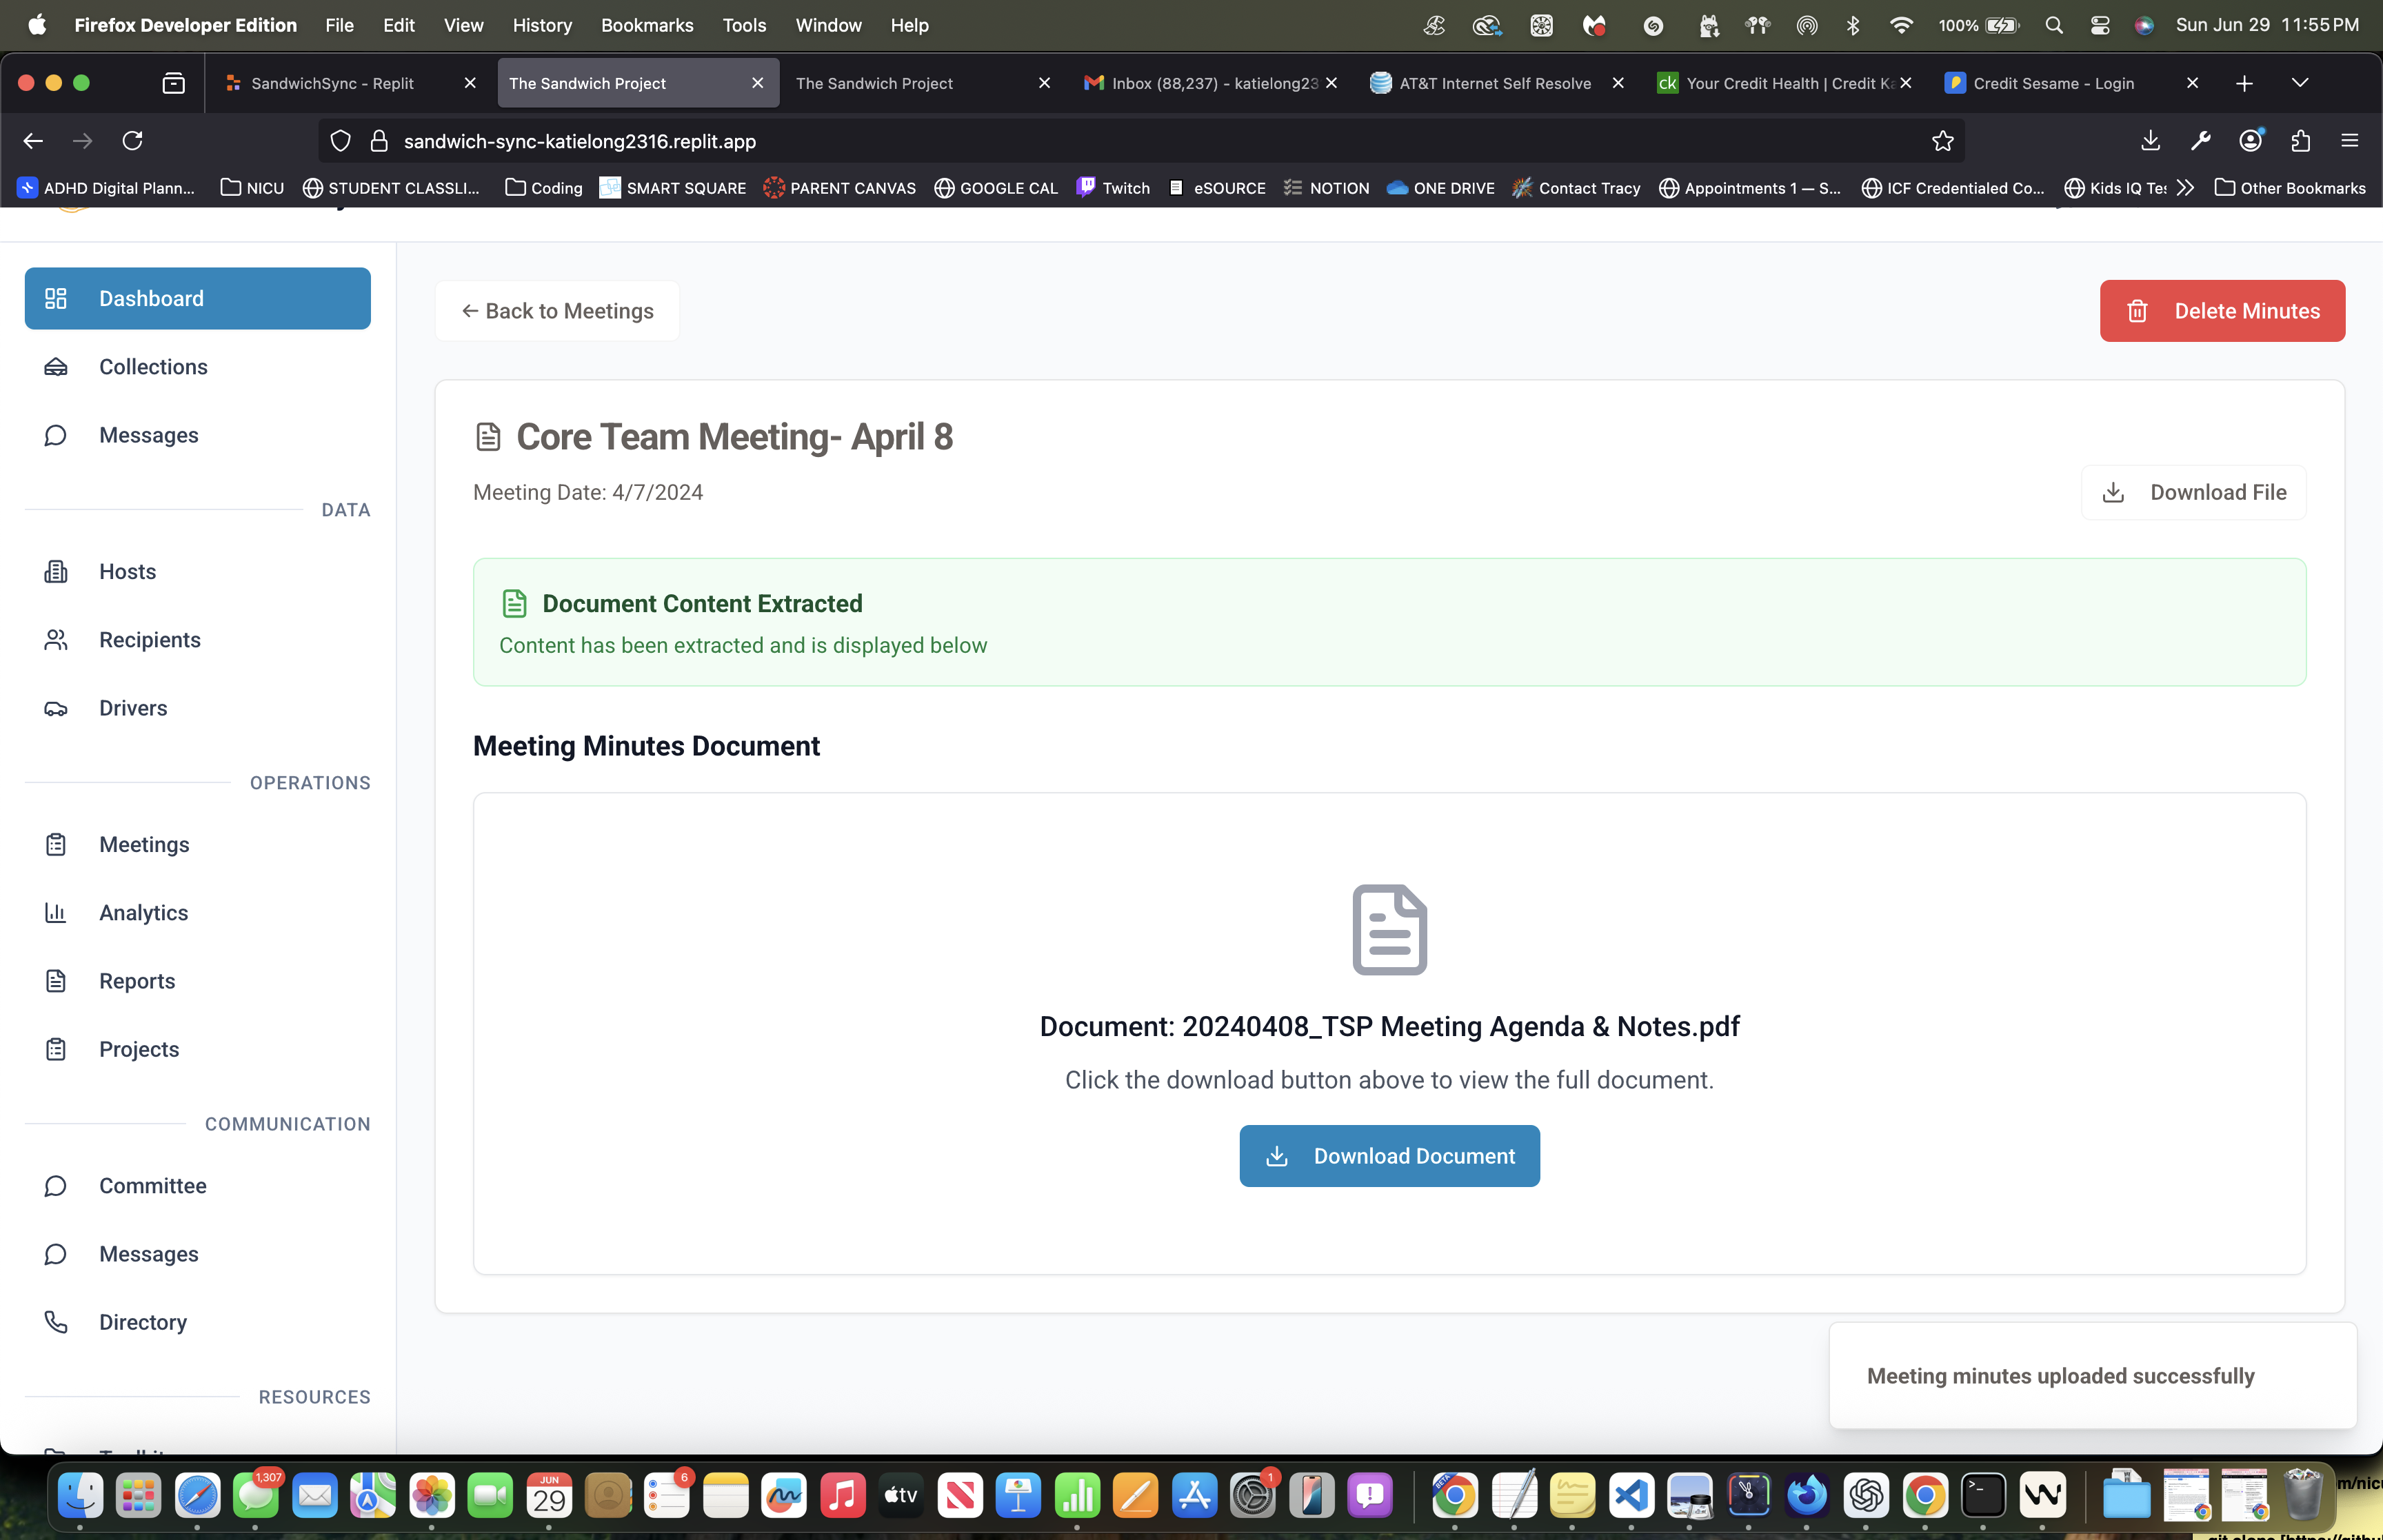 Firefox Developer Edition File Edit View History Bookmarks Tools Window Help 100% Sun Jun 29 11:55 PM
SandwichSync - Replit The Sandwich Project The Sandwich Project Inbox (88,237) - katielong23 AT&T Internet Self Resolve ck Your Credit Health | Credit Ka Credit Sesame - Login
sandwich-sync-katielong2316.replit.app
ADHD Digital Plann... NICU STUDENT CLASSLI... Coding SMART SQUARE PARENT CANVAS GOOGLE CAL Twitch eSOURCE NOTION ONE DRIVE Contact Tracy Appointments 1 — S... ICF Credentialed Co... Kids IQ Tes Other Bookmarks
Dashboard
Collections
Messages
DATA
Hosts
Recipients
Drivers
OPERATIONS
Meetings
Analytics
Reports
Projects
COMMUNICATION
Committee
Messages
Directory
RESOURCES
← Back to Meetings
Delete Minutes
Core Team Meeting- April 8
Meeting Date: 4/7/2024
Download File
Document Content Extracted
Content has been extracted and is displayed below
Meeting Minutes Document
Document: 20240408_TSP Meeting Agenda & Notes.pdf
Click the download button above to view the full document.
Download Document
Meeting minutes uploaded successfully
1,307
JUN
29
6
tv
1
BETA
m/nicu